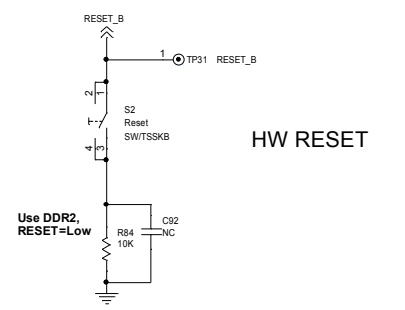 RESET_B
1 TP31 RESET_B
2 1
S2
Reset
SW/TSSKB
HW RESET
4 3
Use DDR2,
RESET=Low
R84
10K
C92
NC